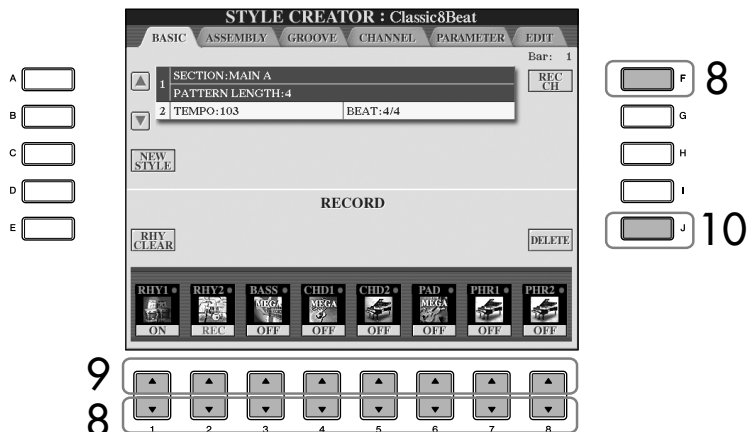 STYLE CREATOR : Classic8Beat
BASIC ASSEMBLY GROOVE CHANNEL PARAMETER EDIT
Bar: 1
1 SECTION:MAIN A
PATTERN LENGTH:4
2 TEMPO:103 BEAT:4/4
REC
CH
NEW
STYLE
RECORD
RHY
CLEAR
DELETE
RHY1 RHY2 BASS CHD1 CHD2 PAD PHR1 PHR2
MEGA MEGA MEGA
ON REC OFF OFF OFF OFF OFF OFF
A
B
C
D
E
F 8
G
H
I
J 10
9
8
1 2 3 4 5 6 7 8